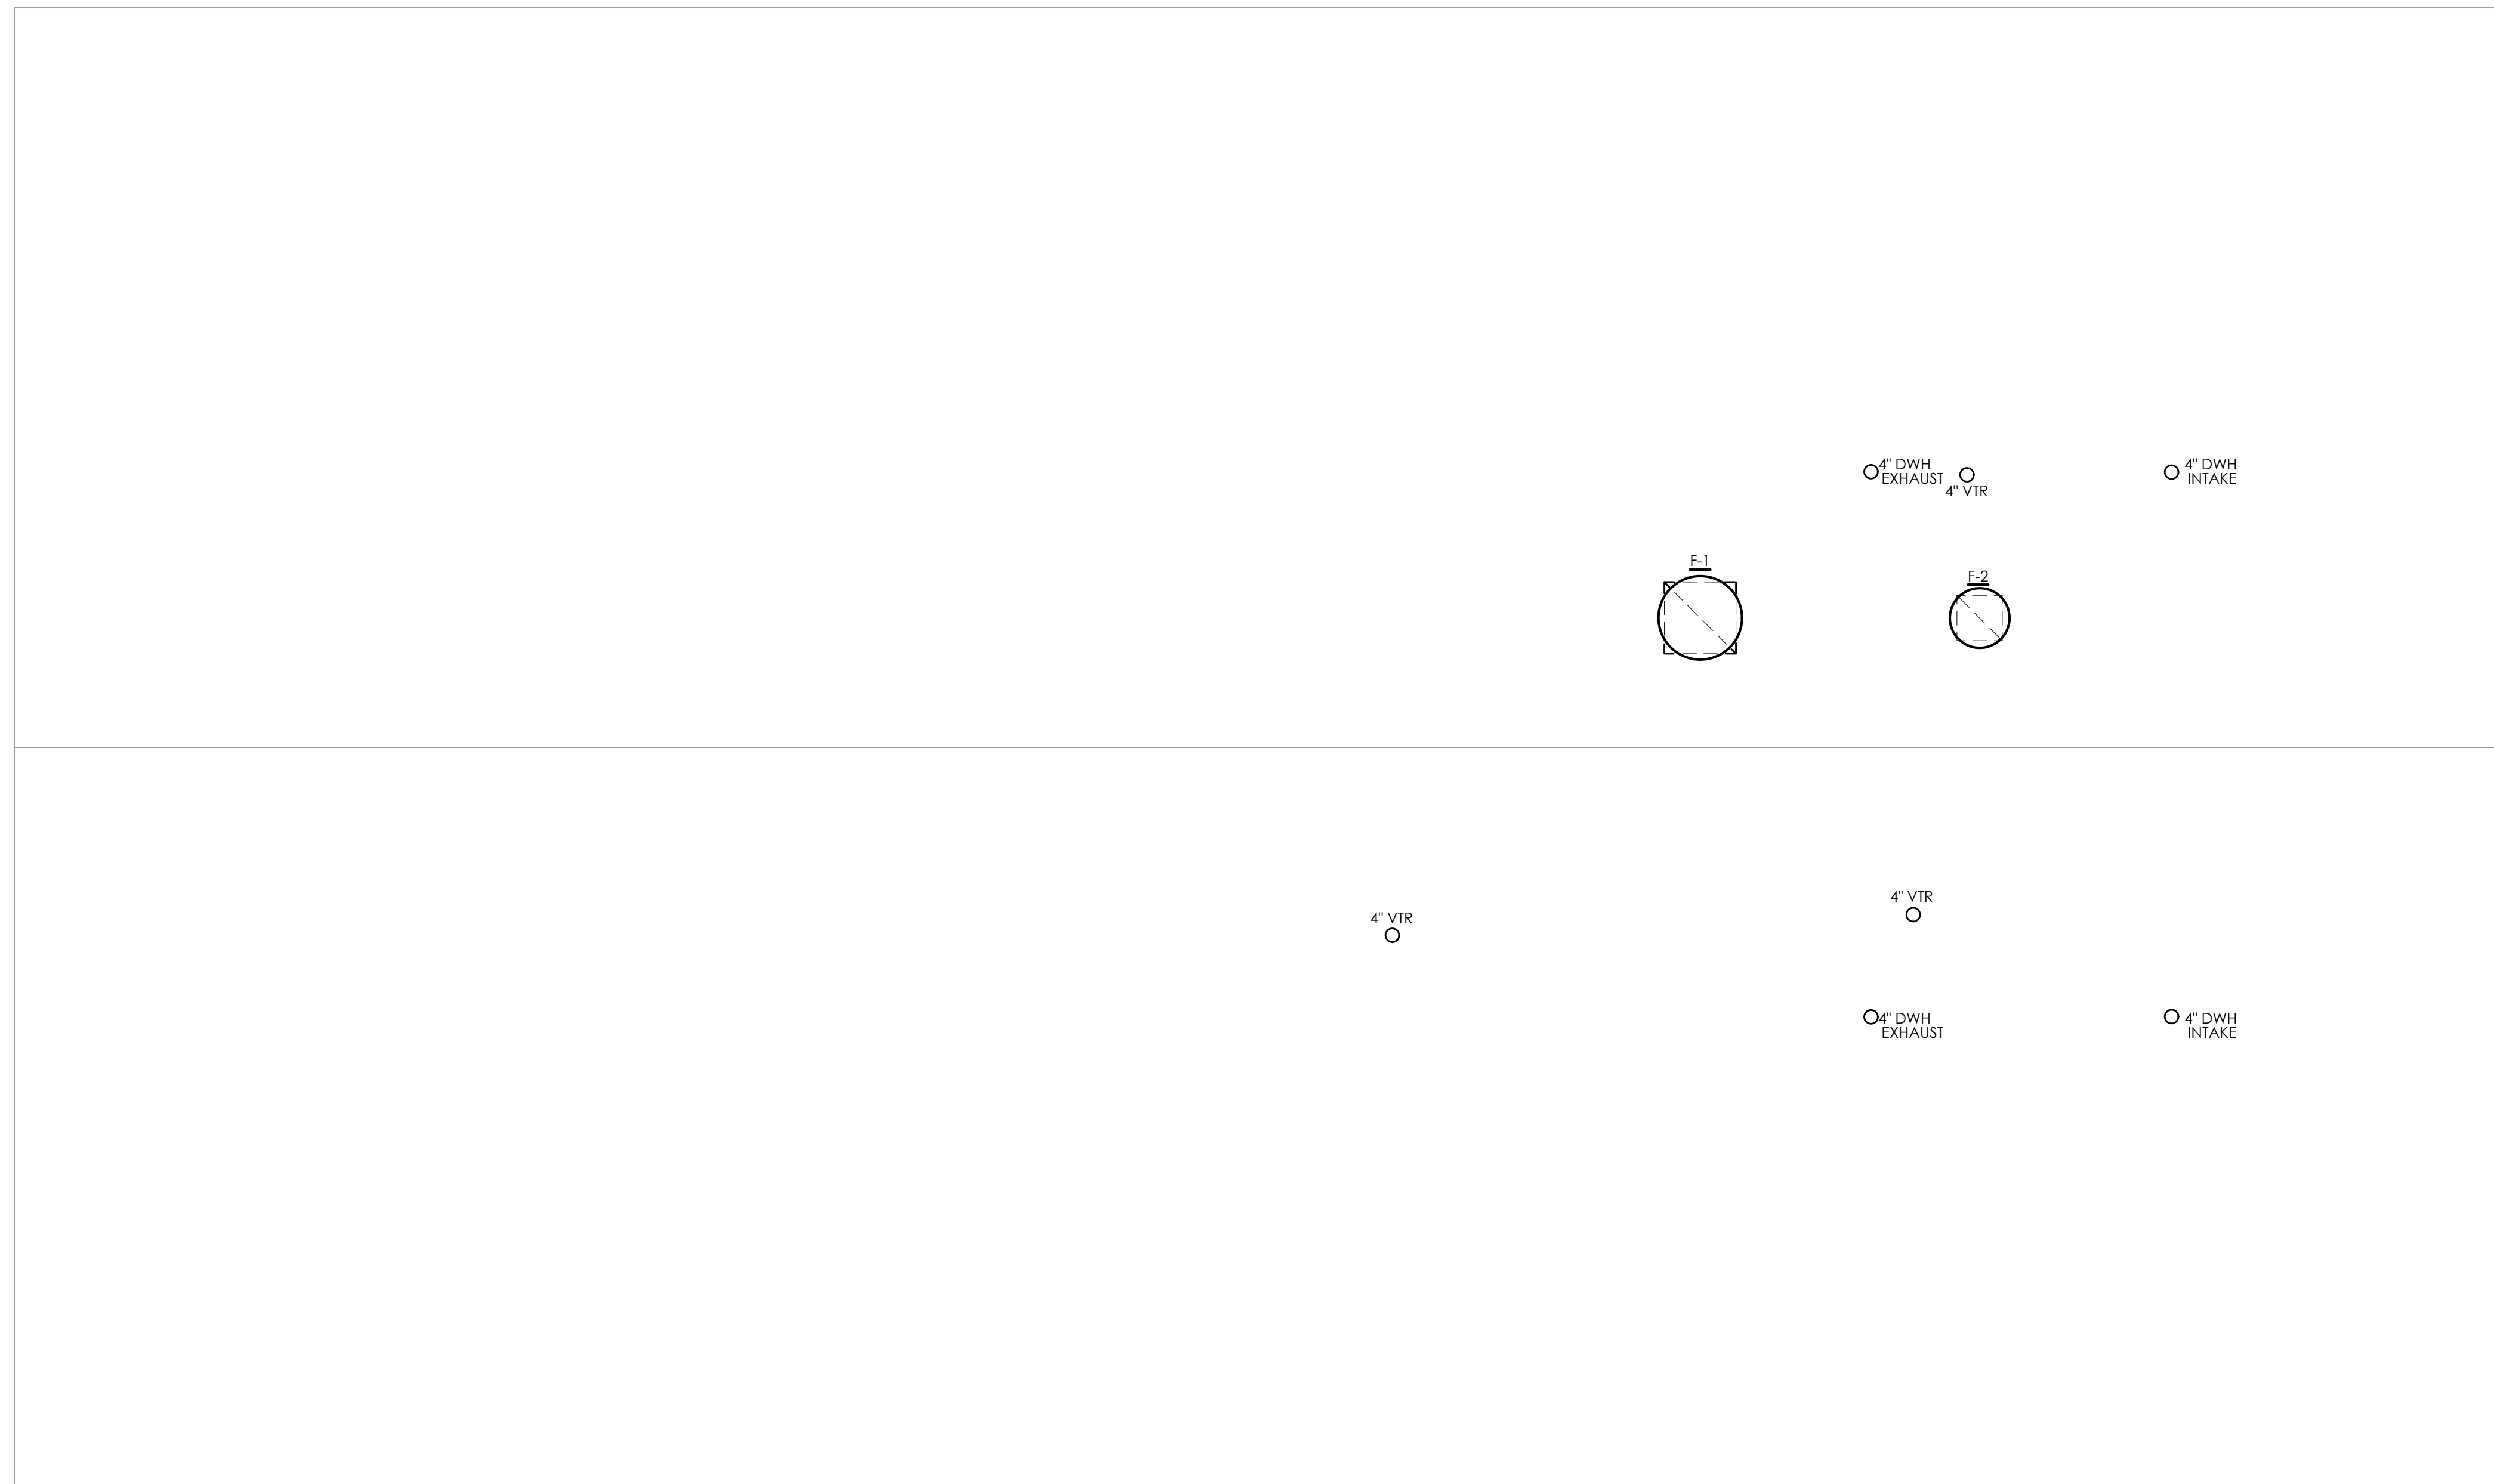 4" DWH
EXHAUST
4" VTR
4" DWH
INTAKE
F-1
F-2
4" VTR
4" VTR
4" DWH
EXHAUST
4" DWH
INTAKE